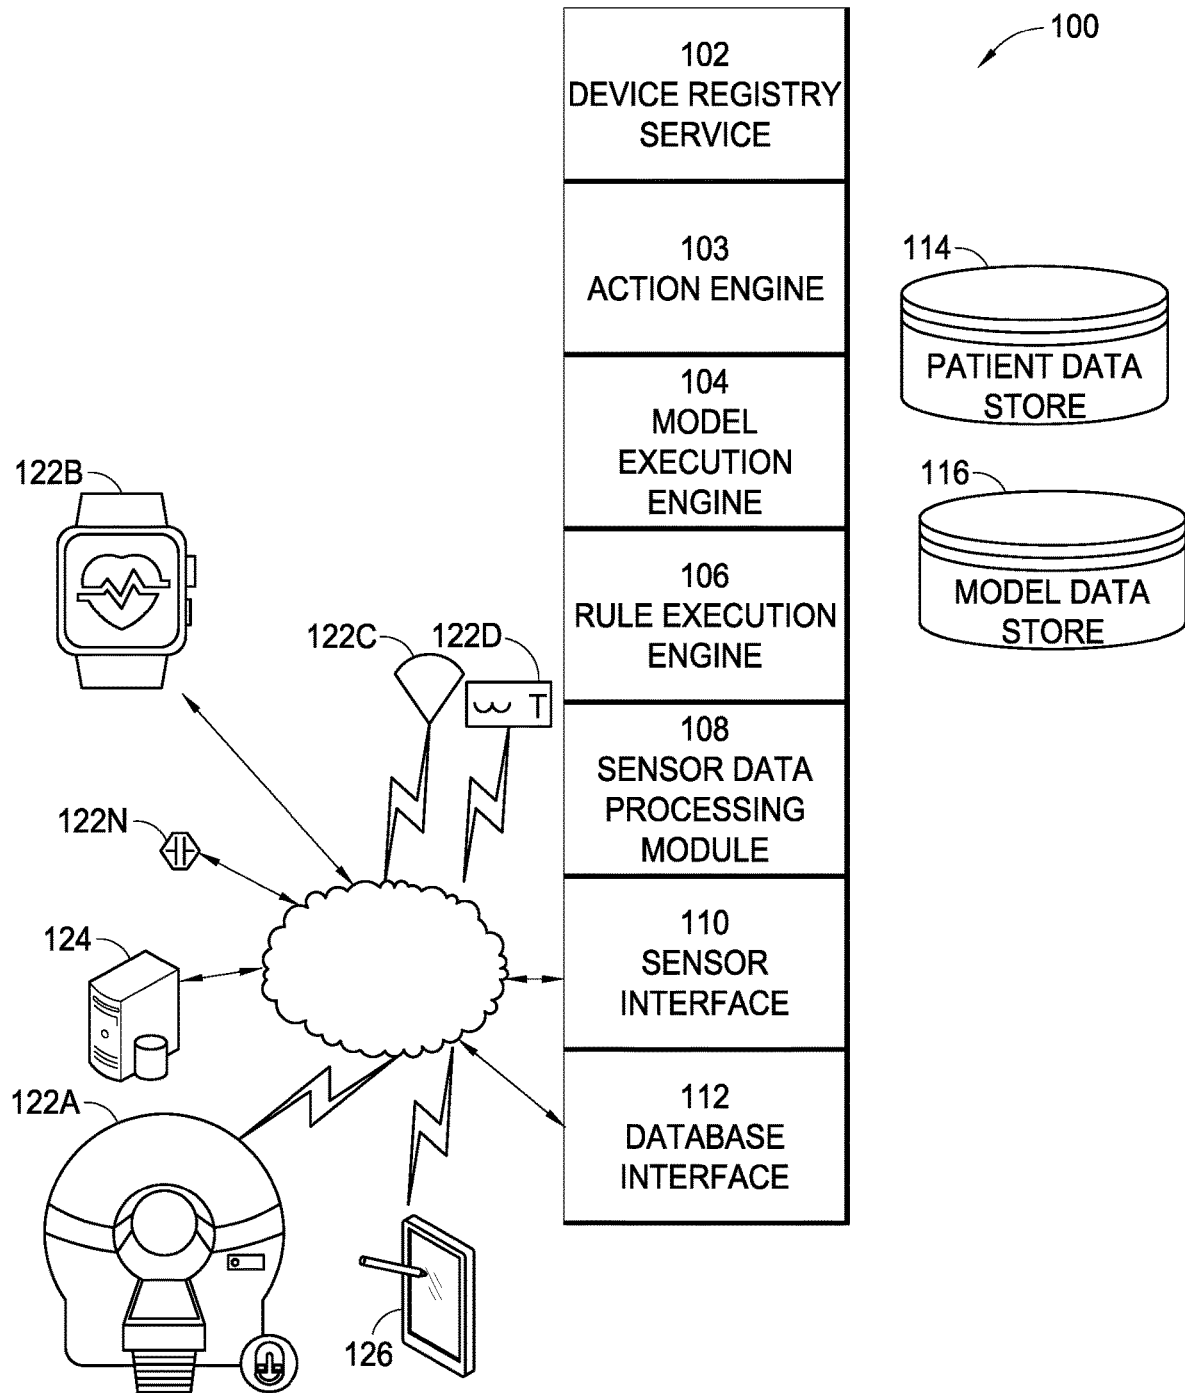 100
102
DEVICE REGISTRY
SERVICE
103
ACTION ENGINE
114
PATIENT DATA
STORE
104
MODEL
EXECUTION
ENGINE
116
MODEL DATA
STORE
122B
106
RULE EXECUTION
ENGINE
122C
122D
T
108
SENSOR DATA
PROCESSING
MODULE
122N
124
110
SENSOR
INTERFACE
122A
112
DATABASE
INTERFACE
126